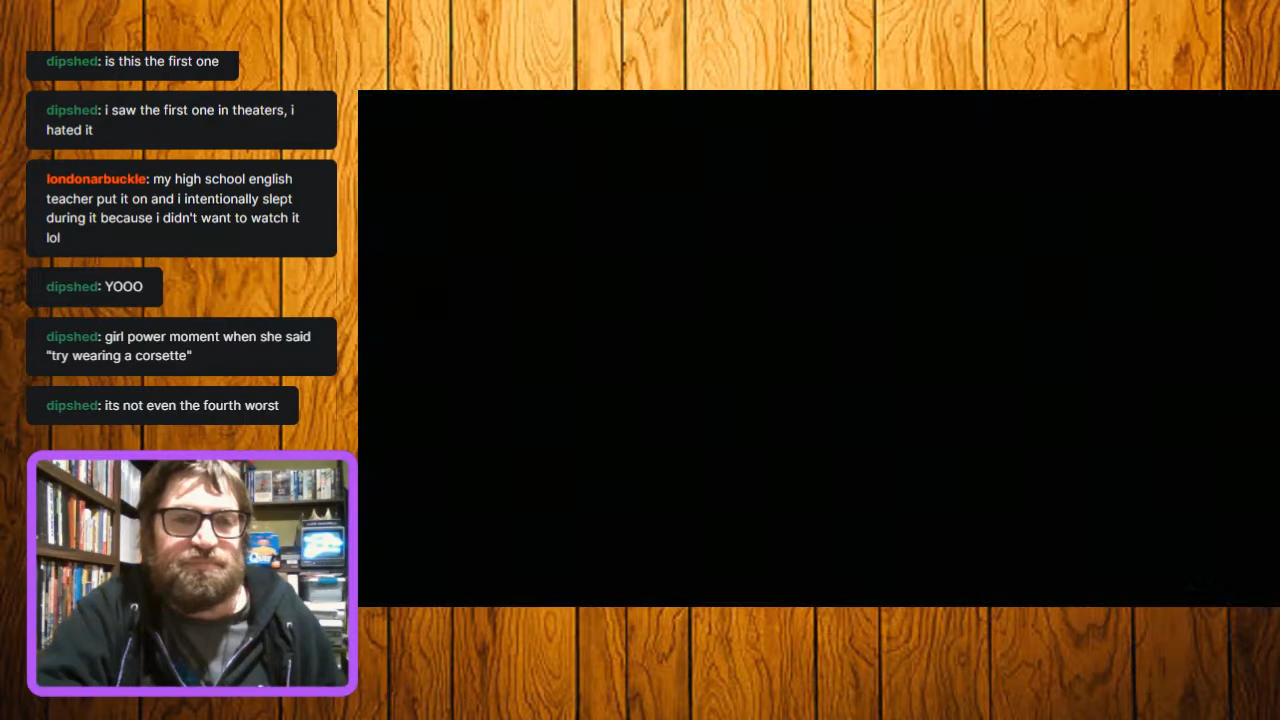 dipshed: is this the first one
dipshed: i saw the first one in theaters, i
hated it
londonarbuckle: my high school english
teacher put it on and i intentionally slept
during it because i didn't want to watch it
lol
dipshed: YOOO
dipshed: girl power moment when she said
"try wearing a corsette"
dipshed: its not even the fourth worst